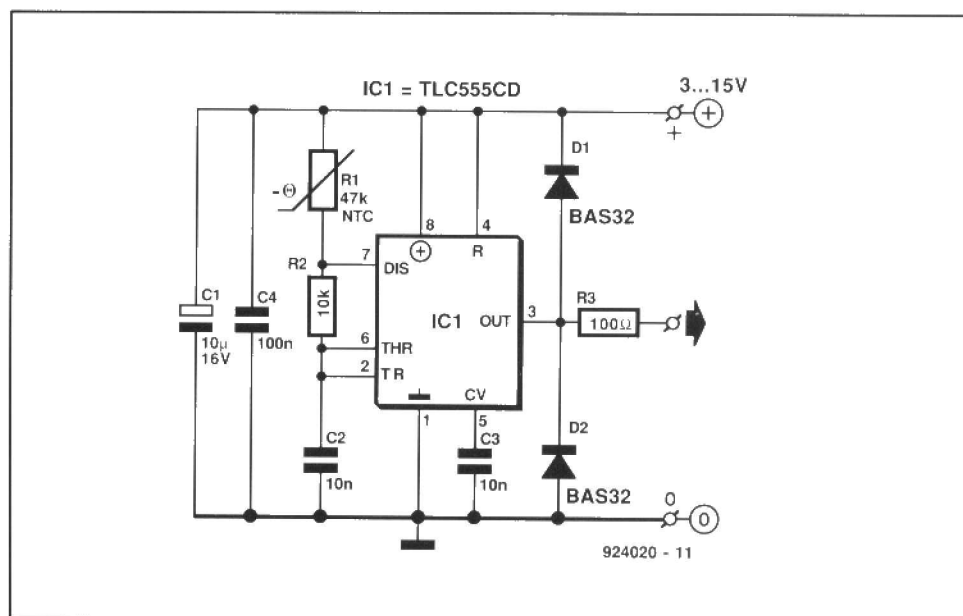 IC1 = TLC555CD
3...15V
+
+
D1
BAS32
-Θ
R1
47k
NTC
8
4
+
R
R2
7
DIS
10k
C1
10µ
16V
C4
100n
IC1
OUT
3
R3
100Ω
6
THR
2
TR
CV
1
5
C2
10n
C3
10n
D2
BAS32
0
0
924020 - 11